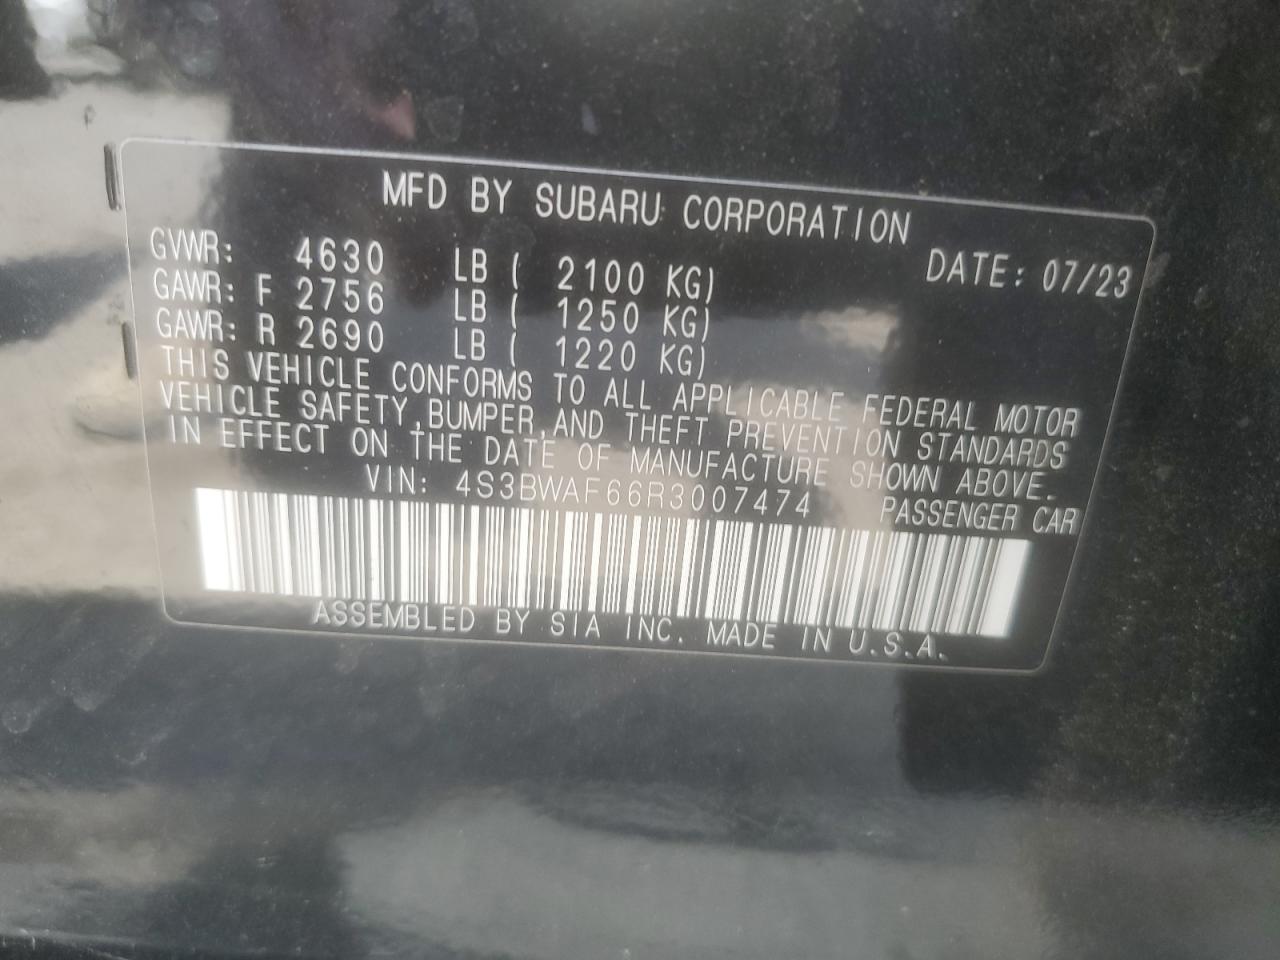 MFD BY SUBARU CORPORATION
GVWR: 4630 LB ( 2100 KG) DATE: 07/23
GAWR: F 2756 LB ( 1250 KG)
GAWR: R 2690 LB ( 1220 KG)
THIS VEHICLE CONFORMS TO ALL APPLICABLE FEDERAL MOTOR
VEHICLE SAFETY,BUMPER,AND THEFT PREVENTION STANDARDS
IN EFFECT ON THE DATE OF MANUFACTURE SHOWN ABOVE.
VIN: 4S3BWAF66R3007474 PASSENGER CAR
ASSEMBLED BY SIA INC. MADE IN U.S.A.